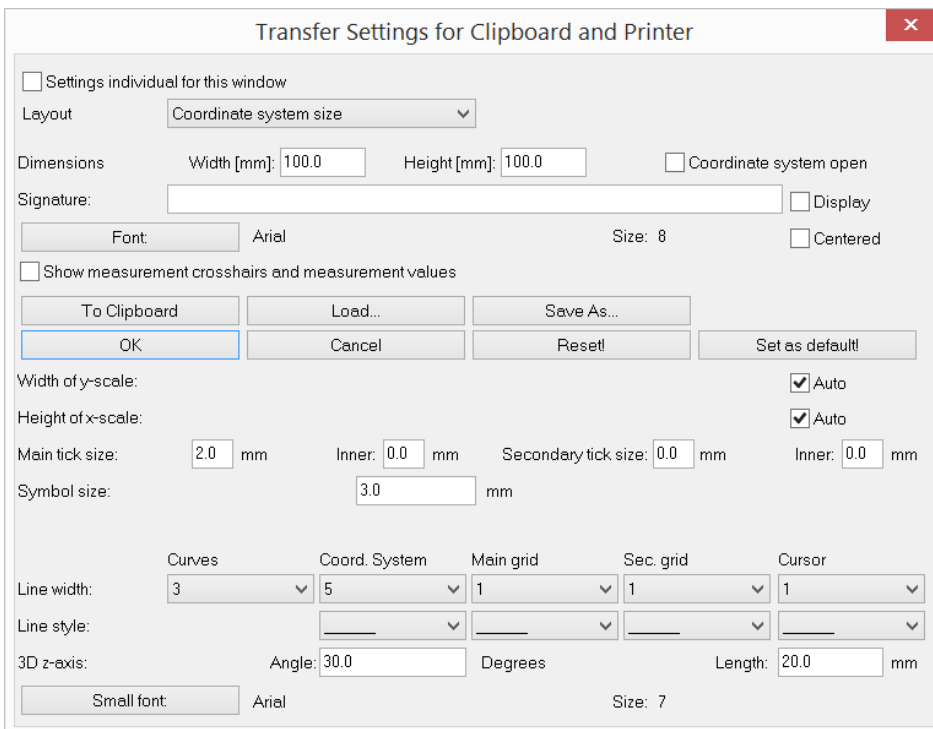 Transfer Settings for Clipboard and Printer
x
Settings individual for this window
Layout Coordinate system size
Dimensions Width [mm]: 100.0 Height [mm]: 100.0 Coordinate system open
Signature: Display
Font: Arial Size: 8 Centered
Show measurement crosshairs and measurement values
To Clipboard Load... Save As...
OK Cancel Reset! Set as default!
Width of y-scale: Auto
Height of x-scale: Auto
Main tick size: 2.0 mm Inner: 0.0 mm Secondary tick size: 0.0 mm Inner: 0.0 mm
Symbol size: 3.0 mm
Curves Coord. System Main grid Sec. grid Cursor
Line width: 3 5 1 1 1
Line style:
3D z-axis: Angle: 30.0 Degrees Length: 20.0 mm
Small font: Arial Size: 7